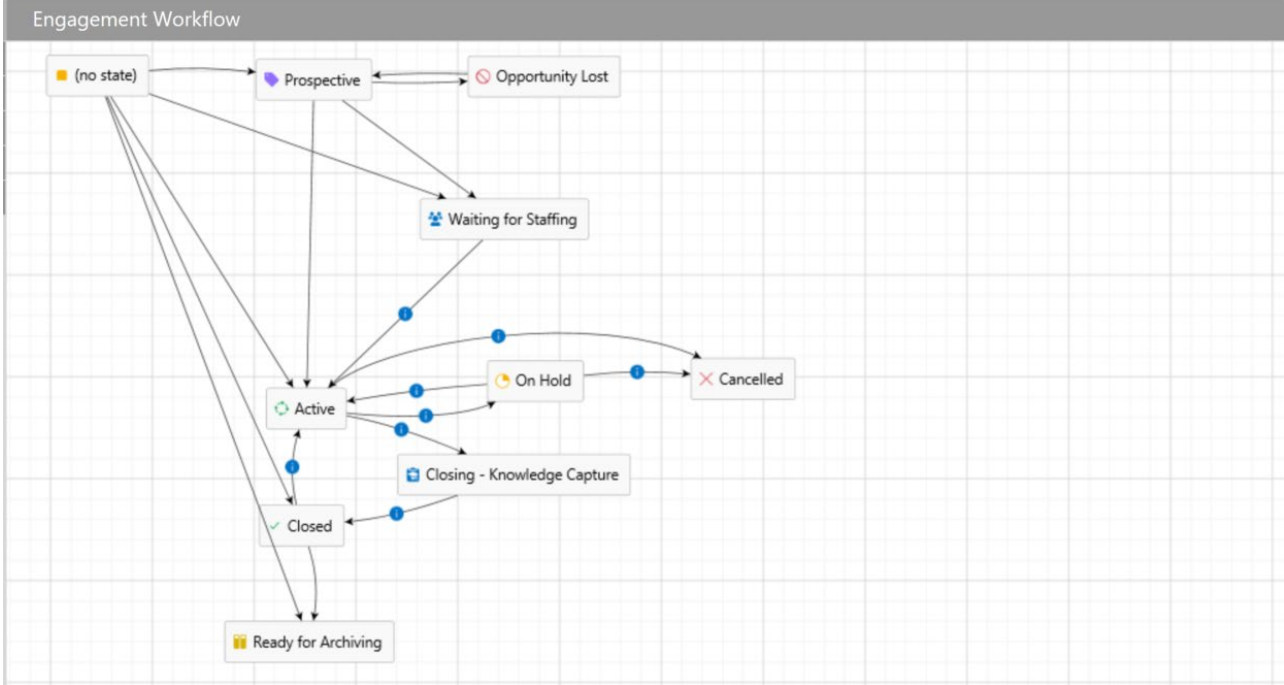 Engagement Workflow
(no state)
Prospective
Opportunity Lost
Waiting for Staffing
On Hold
Cancelled
Active
Closing - Knowledge Capture
Closed
Ready for Archiving